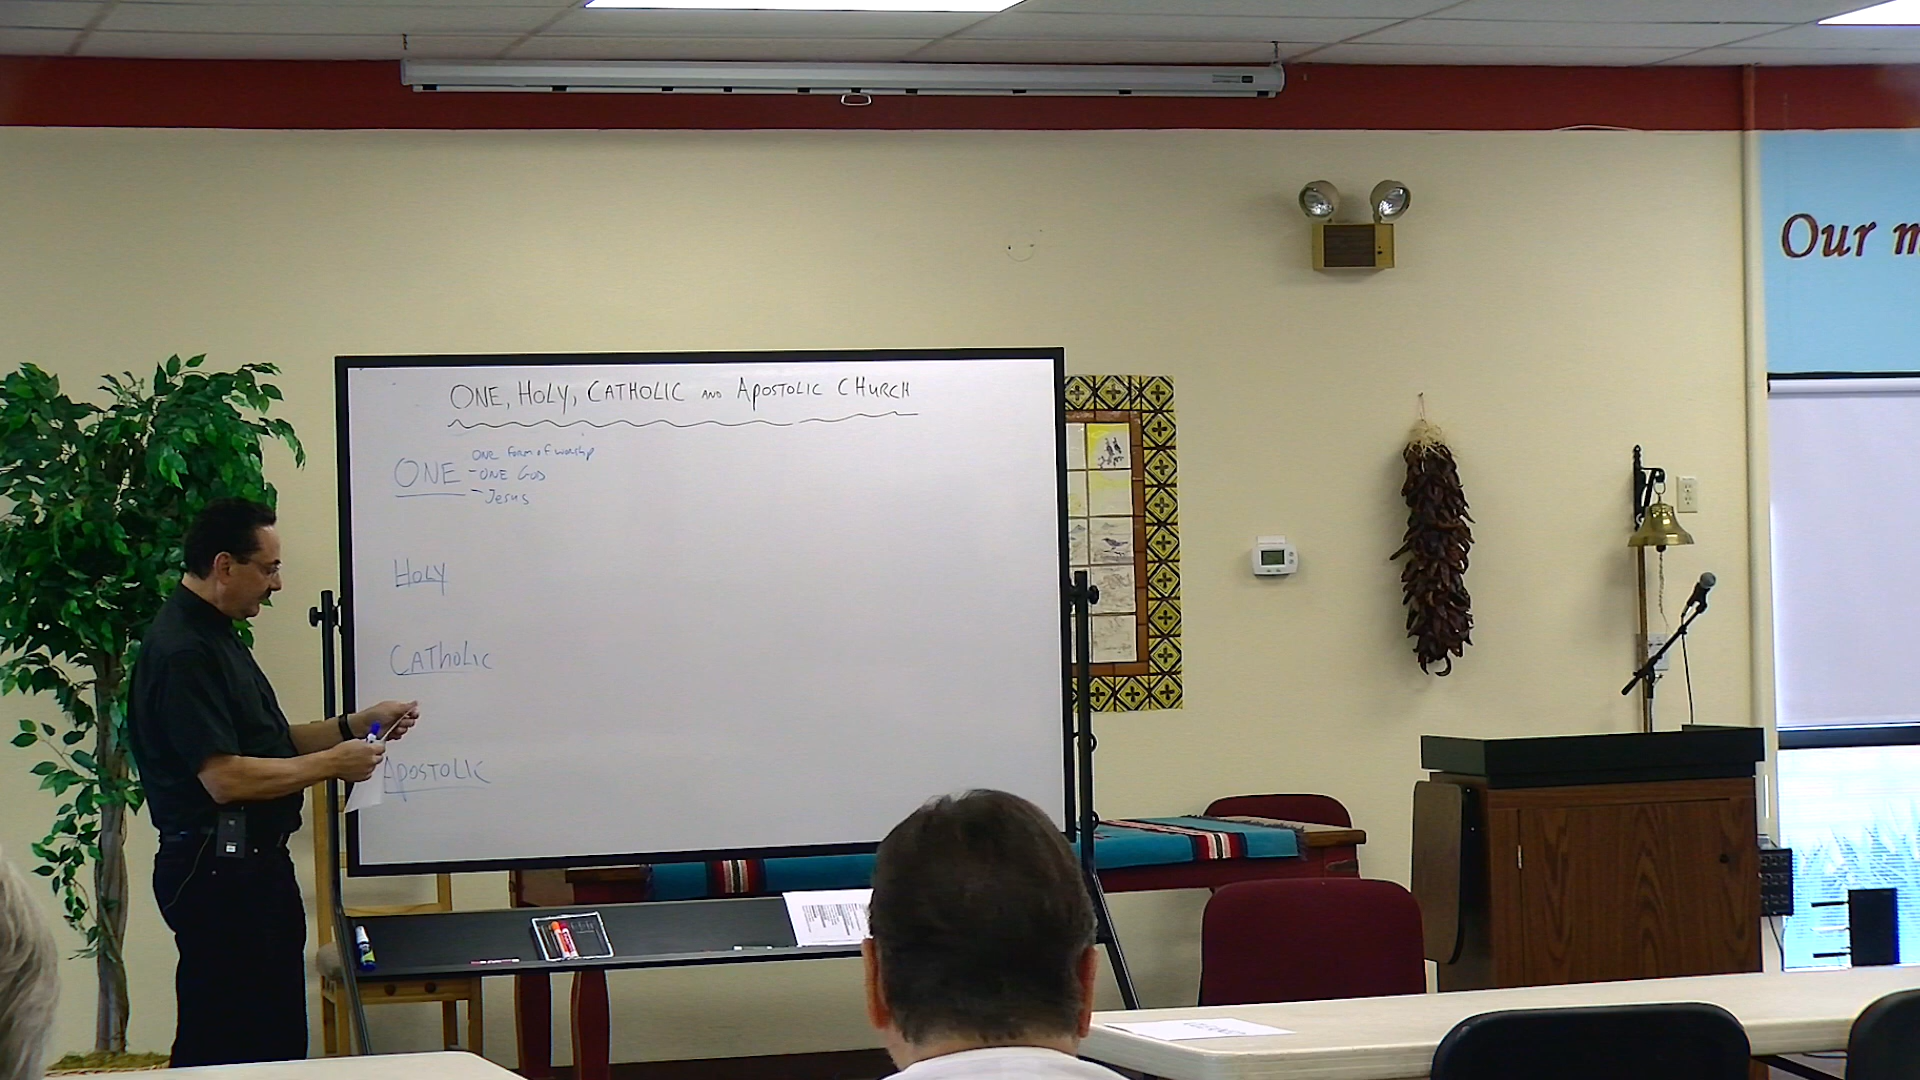 ONE, HOLY, CATHOLIC AND APOSTOLIC CHURCH
ONE
ONE form of worship
- ONE GOD
- Jesus
HOLY
CATHOLIC
APOSTOLIC
Our m